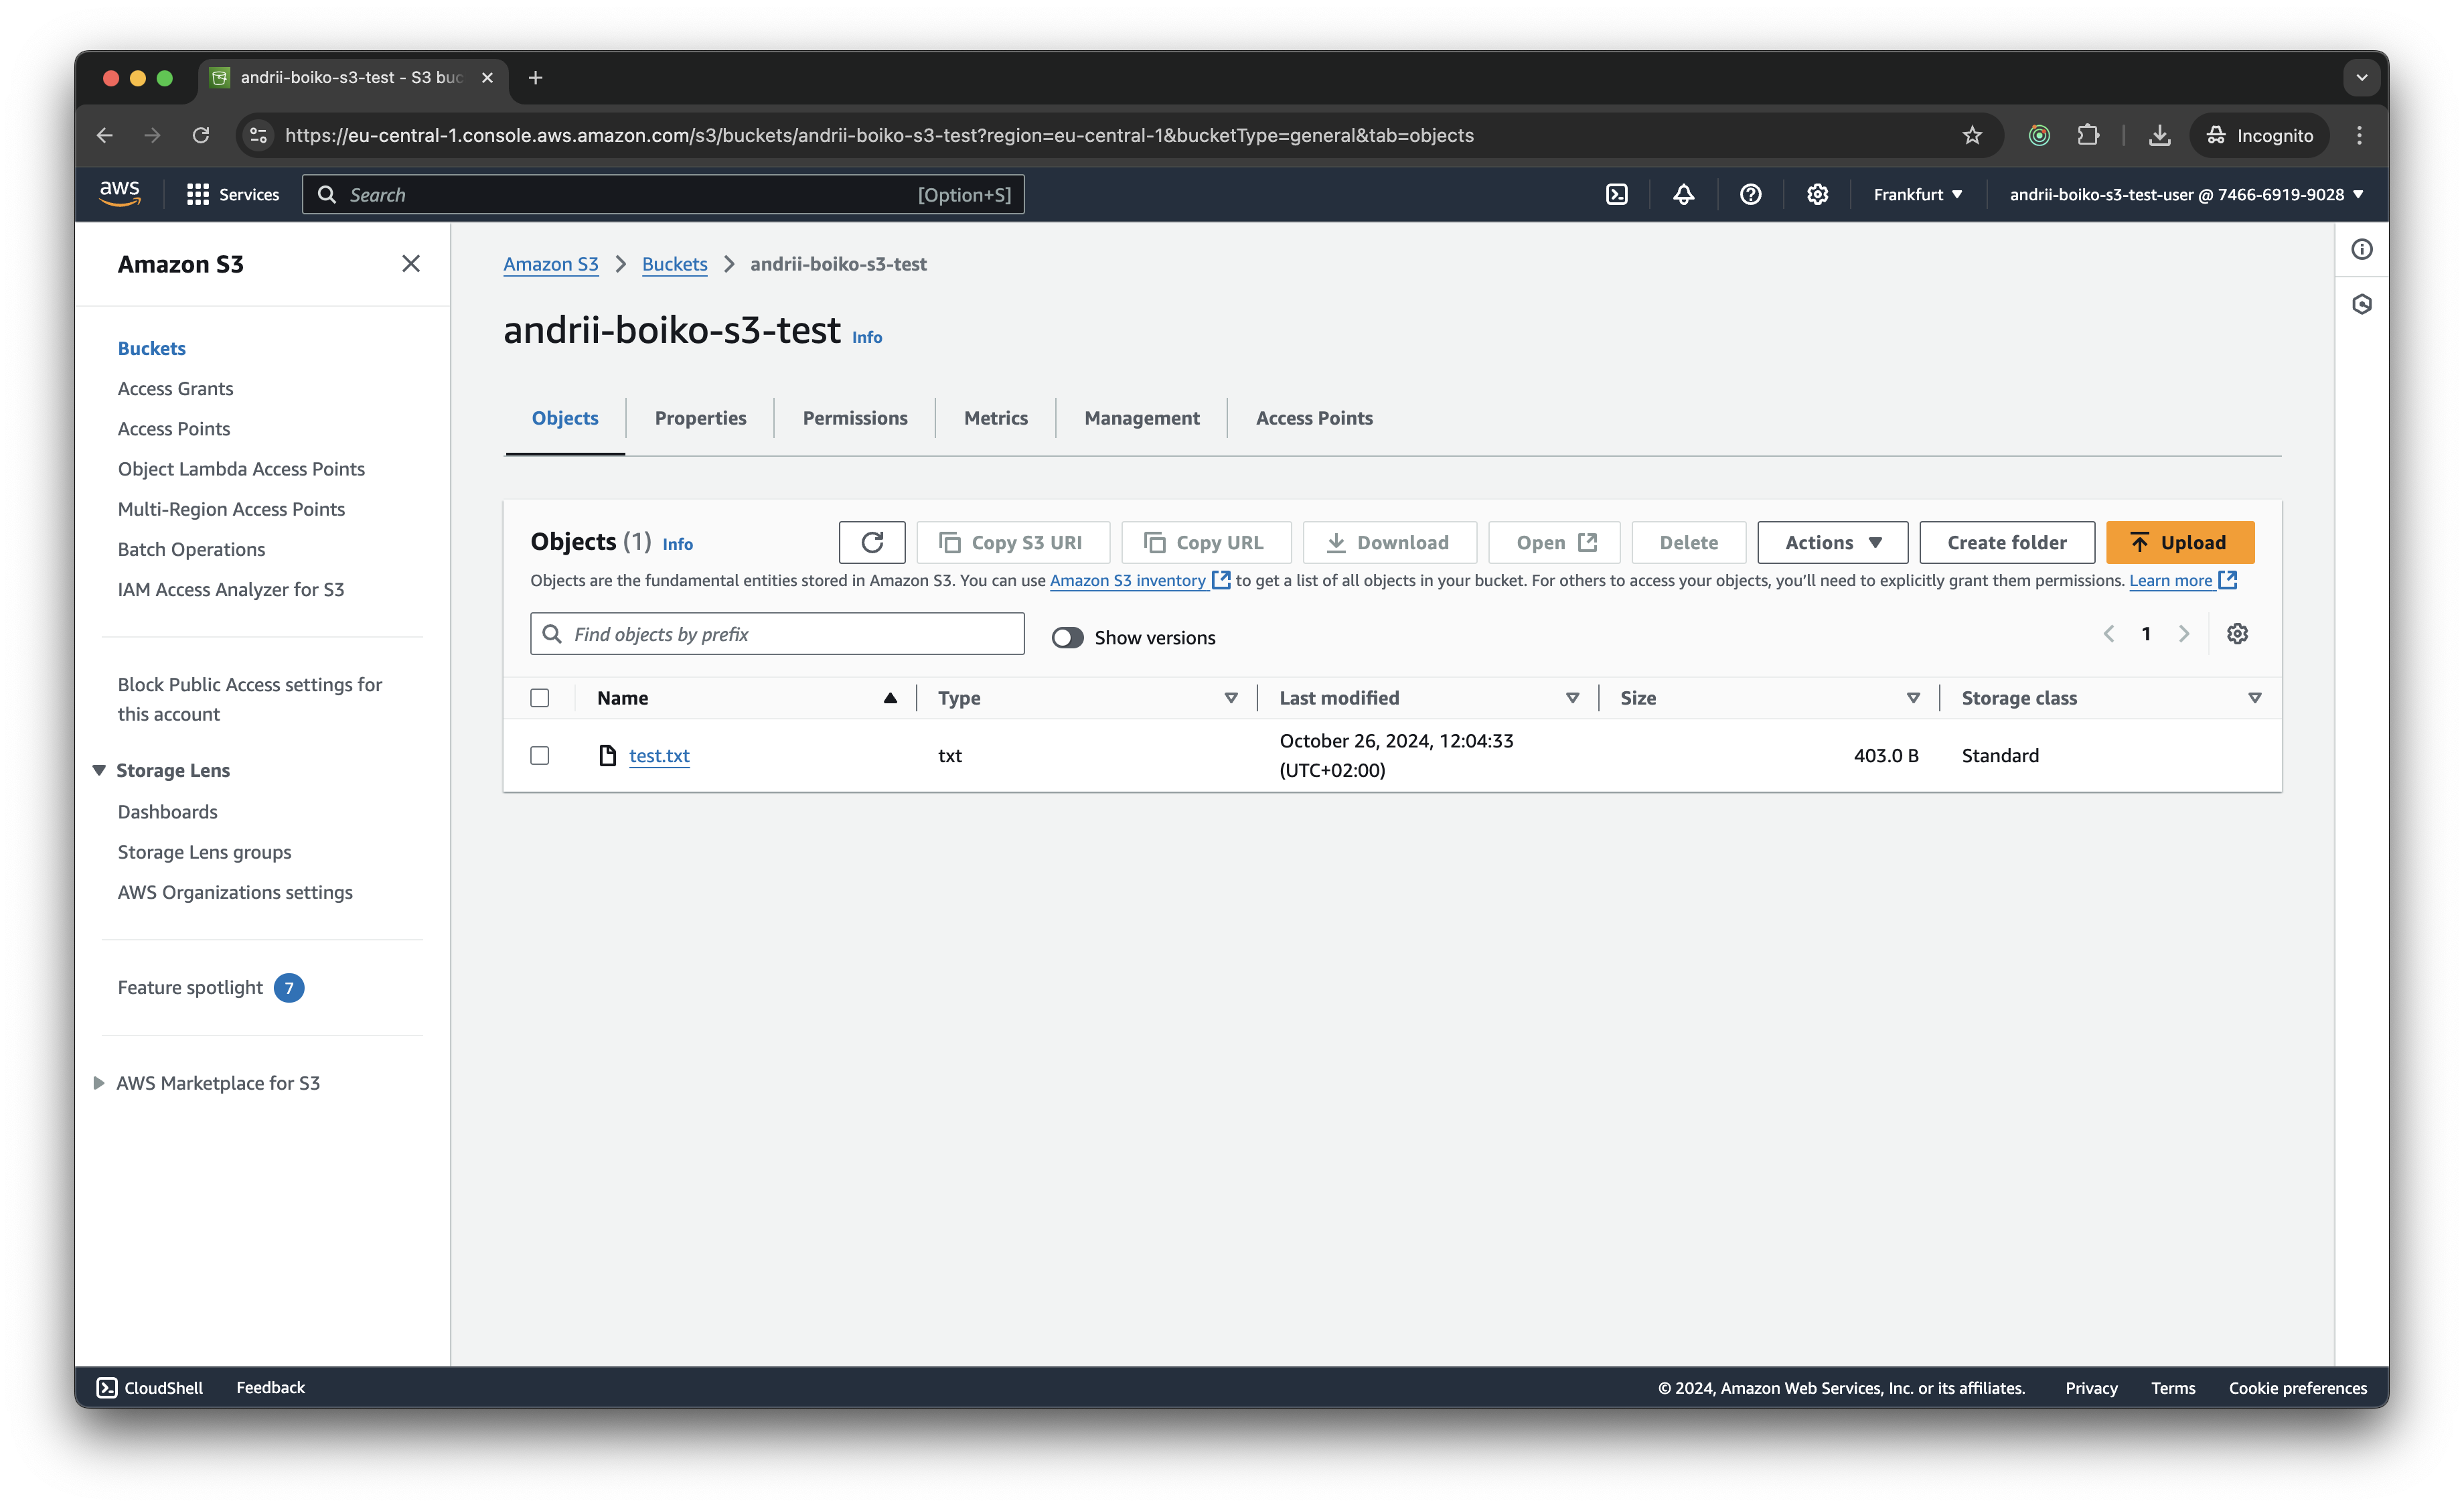 andrii-boiko-s3-test - S3 buc
https://eu-central-1.console.aws.amazon.com/s3/buckets/andrii-boiko-s3-test?region=eu-central-1&bucketType=general&tab=objects
Incognito
aws
Services
Search
[Option+S]
Frankfurt
andrii-boiko-s3-test-user @ 7466-6919-9028
Amazon S3
Buckets
Access Grants
Access Points
Object Lambda Access Points
Multi-Region Access Points
Batch Operations
IAM Access Analyzer for S3
Block Public Access settings for
this account
Storage Lens
Dashboards
Storage Lens groups
AWS Organizations settings
Feature spotlight 7
AWS Marketplace for S3
Amazon S3 > Buckets > andrii-boiko-s3-test
andrii-boiko-s3-test Info
Objects
Properties
Permissions
Metrics
Management
Access Points
Objects (1) Info
Copy S3 URI
Copy URL
Download
Open
Delete
Actions
Create folder
Upload
Objects are the fundamental entities stored in Amazon S3. You can use Amazon S3 inventory to get a list of all objects in your bucket. For others to access your objects, you'll need to explicitly grant them permissions. Learn more
Find objects by prefix
Show versions
1
Name
Type
Last modified
Size
Storage class
test.txt
txt
October 26, 2024, 12:04:33
(UTC+02:00)
403.0 B
Standard
CloudShell
Feedback
© 2024, Amazon Web Services, Inc. or its affiliates.
Privacy
Terms
Cookie preferences